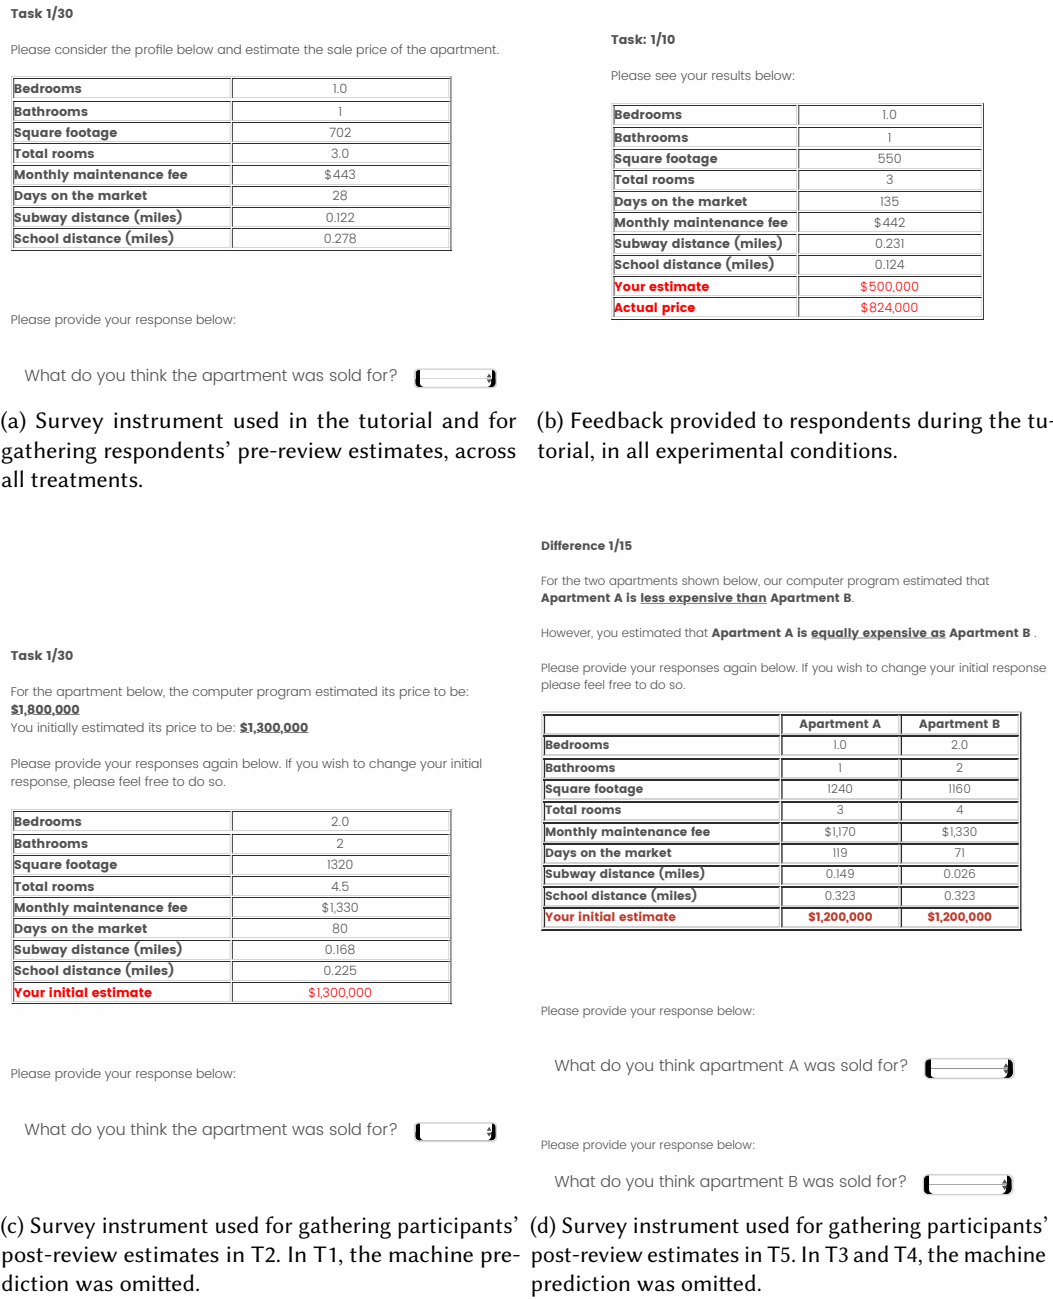 Task 1/30
Please consider the profile below and estimate the sale price of the apartment.
Bedrooms 1.0
Bathrooms 1
Square footage 702
Total rooms 3.0
Monthly maintenance fee $443
Days on the market 28
Subway distance (miles) 0.122
School distance (miles) 0.278
Please provide your response below:
What do you think the apartment was sold for?
(a) Survey instrument used in the tutorial and for
gathering respondents’ pre-review estimates, across
all treatments.
Task: 1/10
Please see your results below:
Bedrooms 1.0
Bathrooms 1
Square footage 550
Total rooms 3
Days on the market 135
Monthly maintenance fee $442
Subway distance (miles) 0.231
School distance (miles) 0.124
Your estimate $500,000
Actual price $824,000
(b) Feedback provided to respondents during the tu-
torial, in all experimental conditions.
Task 1/30
For the apartment below, the computer program estimated its price to be:
$1,800,000
You initially estimated its price to be: $1,300,000
Please provide your responses again below. If you wish to change your initial
response, please feel free to do so.
Bedrooms 2.0
Bathrooms 2
Square footage 1320
Total rooms 4.5
Monthly maintenance fee $1,330
Days on the market 80
Subway distance (miles) 0.168
School distance (miles) 0.225
Your initial estimate $1,300,000
Please provide your response below:
What do you think the apartment was sold for?
(c) Survey instrument used for gathering participants’
post-review estimates in T2. In T1, the machine pre-
diction was omitted.
Difference 1/15
For the two apartments shown below, our computer program estimated that
Apartment A is less expensive than Apartment B.
However, you estimated that Apartment A is equally expensive as Apartment B .
Please provide your responses again below. If you wish to change your initial response
please feel free to do so.
Apartment A Apartment B
Bedrooms 1.0 2.0
Bathrooms 1 2
Square footage 1240 1160
Total rooms 3 4
Monthly maintenance fee $1,170 $1,330
Days on the market 119 71
Subway distance (miles) 0.149 0.026
School distance (miles) 0.323 0.323
Your initial estimate $1,200,000 $1,200,000
Please provide your response below:
What do you think apartment A was sold for?
Please provide your response below:
What do you think apartment B was sold for?
(d) Survey instrument used for gathering participants’
post-review estimates in T5. In T3 and T4, the machine
prediction was omitted.